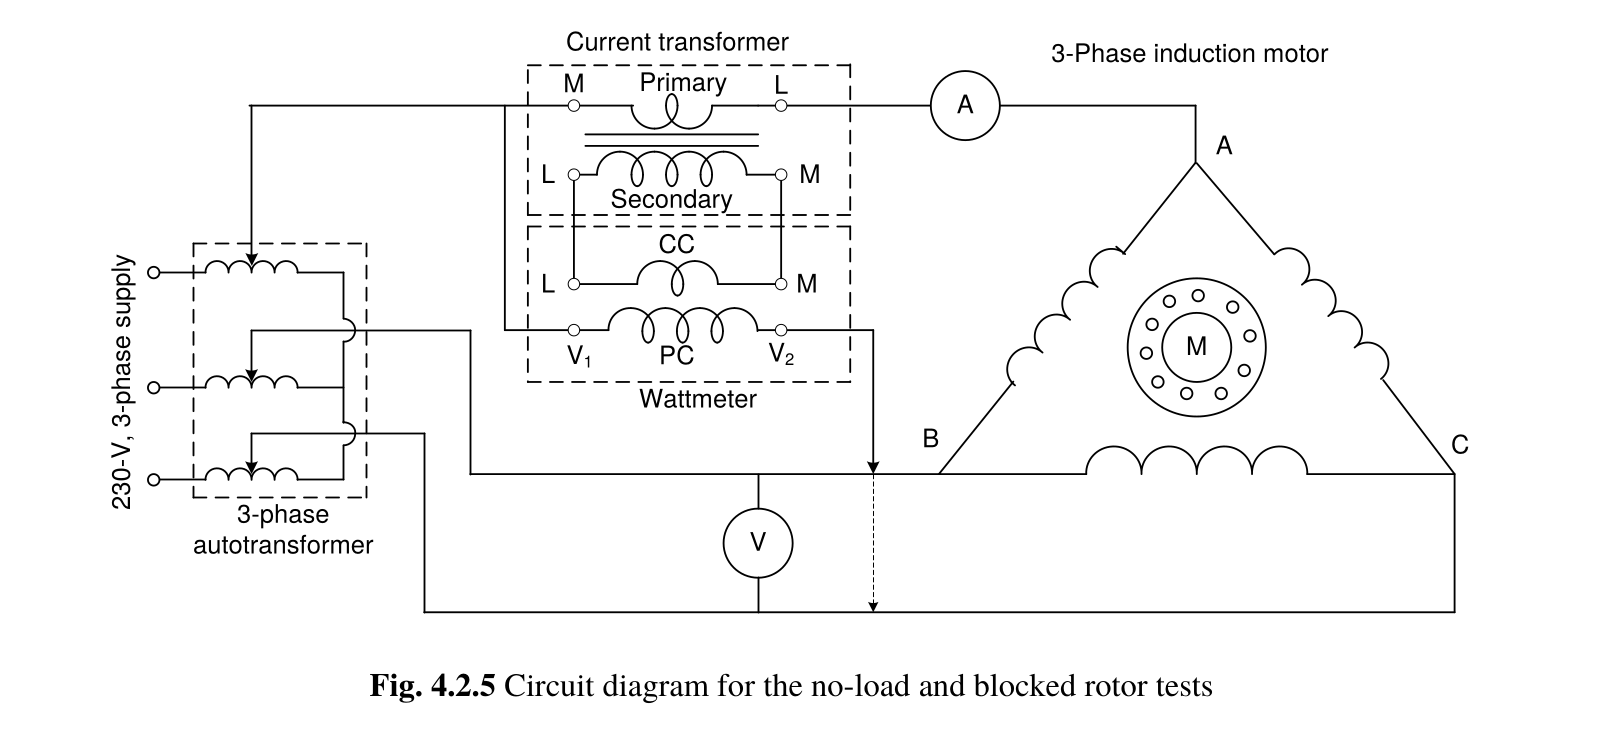 Current transformer
3-Phase induction motor
M Primary L
A
A
L M
Secondary
CC
L M
V1 PC V2
Wattmeter
230-V, 3-phase supply
M
B
C
3-phase
autotransformer
V
Fig. 4.2.5 Circuit diagram for the no-load and blocked rotor tests